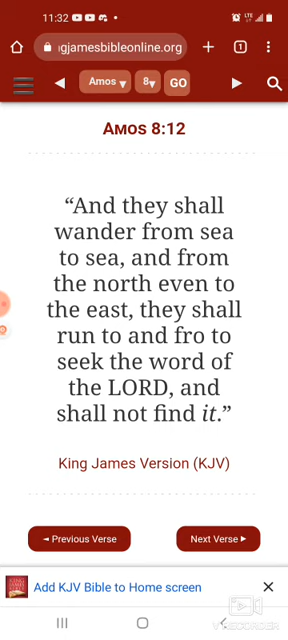 11:32
LTE
gjamesbibleonline.org
1
Amos
8
GO
AMOS 8:12
“And they shall
wander from sea
to sea, and from
the north even to
the east, they shall
run to and fro to
seek the word of
the LORD, and
shall not find it.”
King James Version (KJV)
◄ Previous Verse
Next Verse ►
Add KJV Bible to Home screen
RECORDER